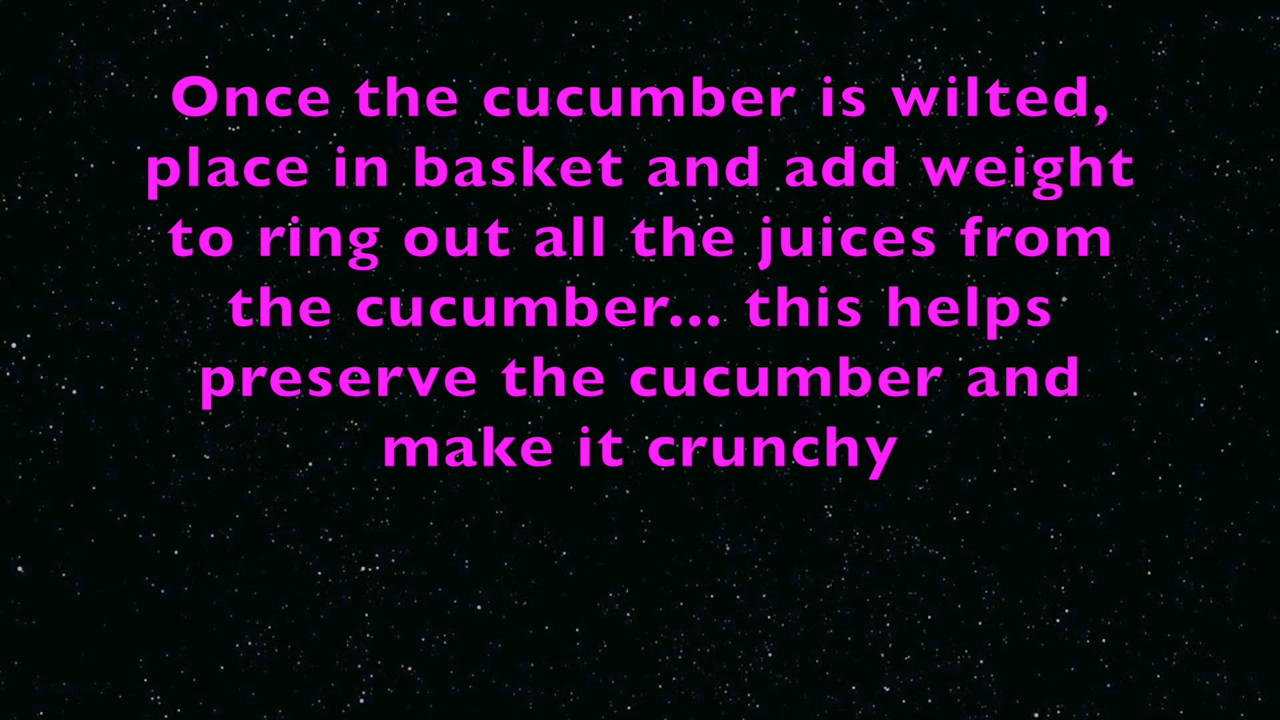 Once the cucumber is wilted,
place in basket and add weight
to ring out all the juices from
the cucumber... this helps
preserve the cucumber and
make it crunchy